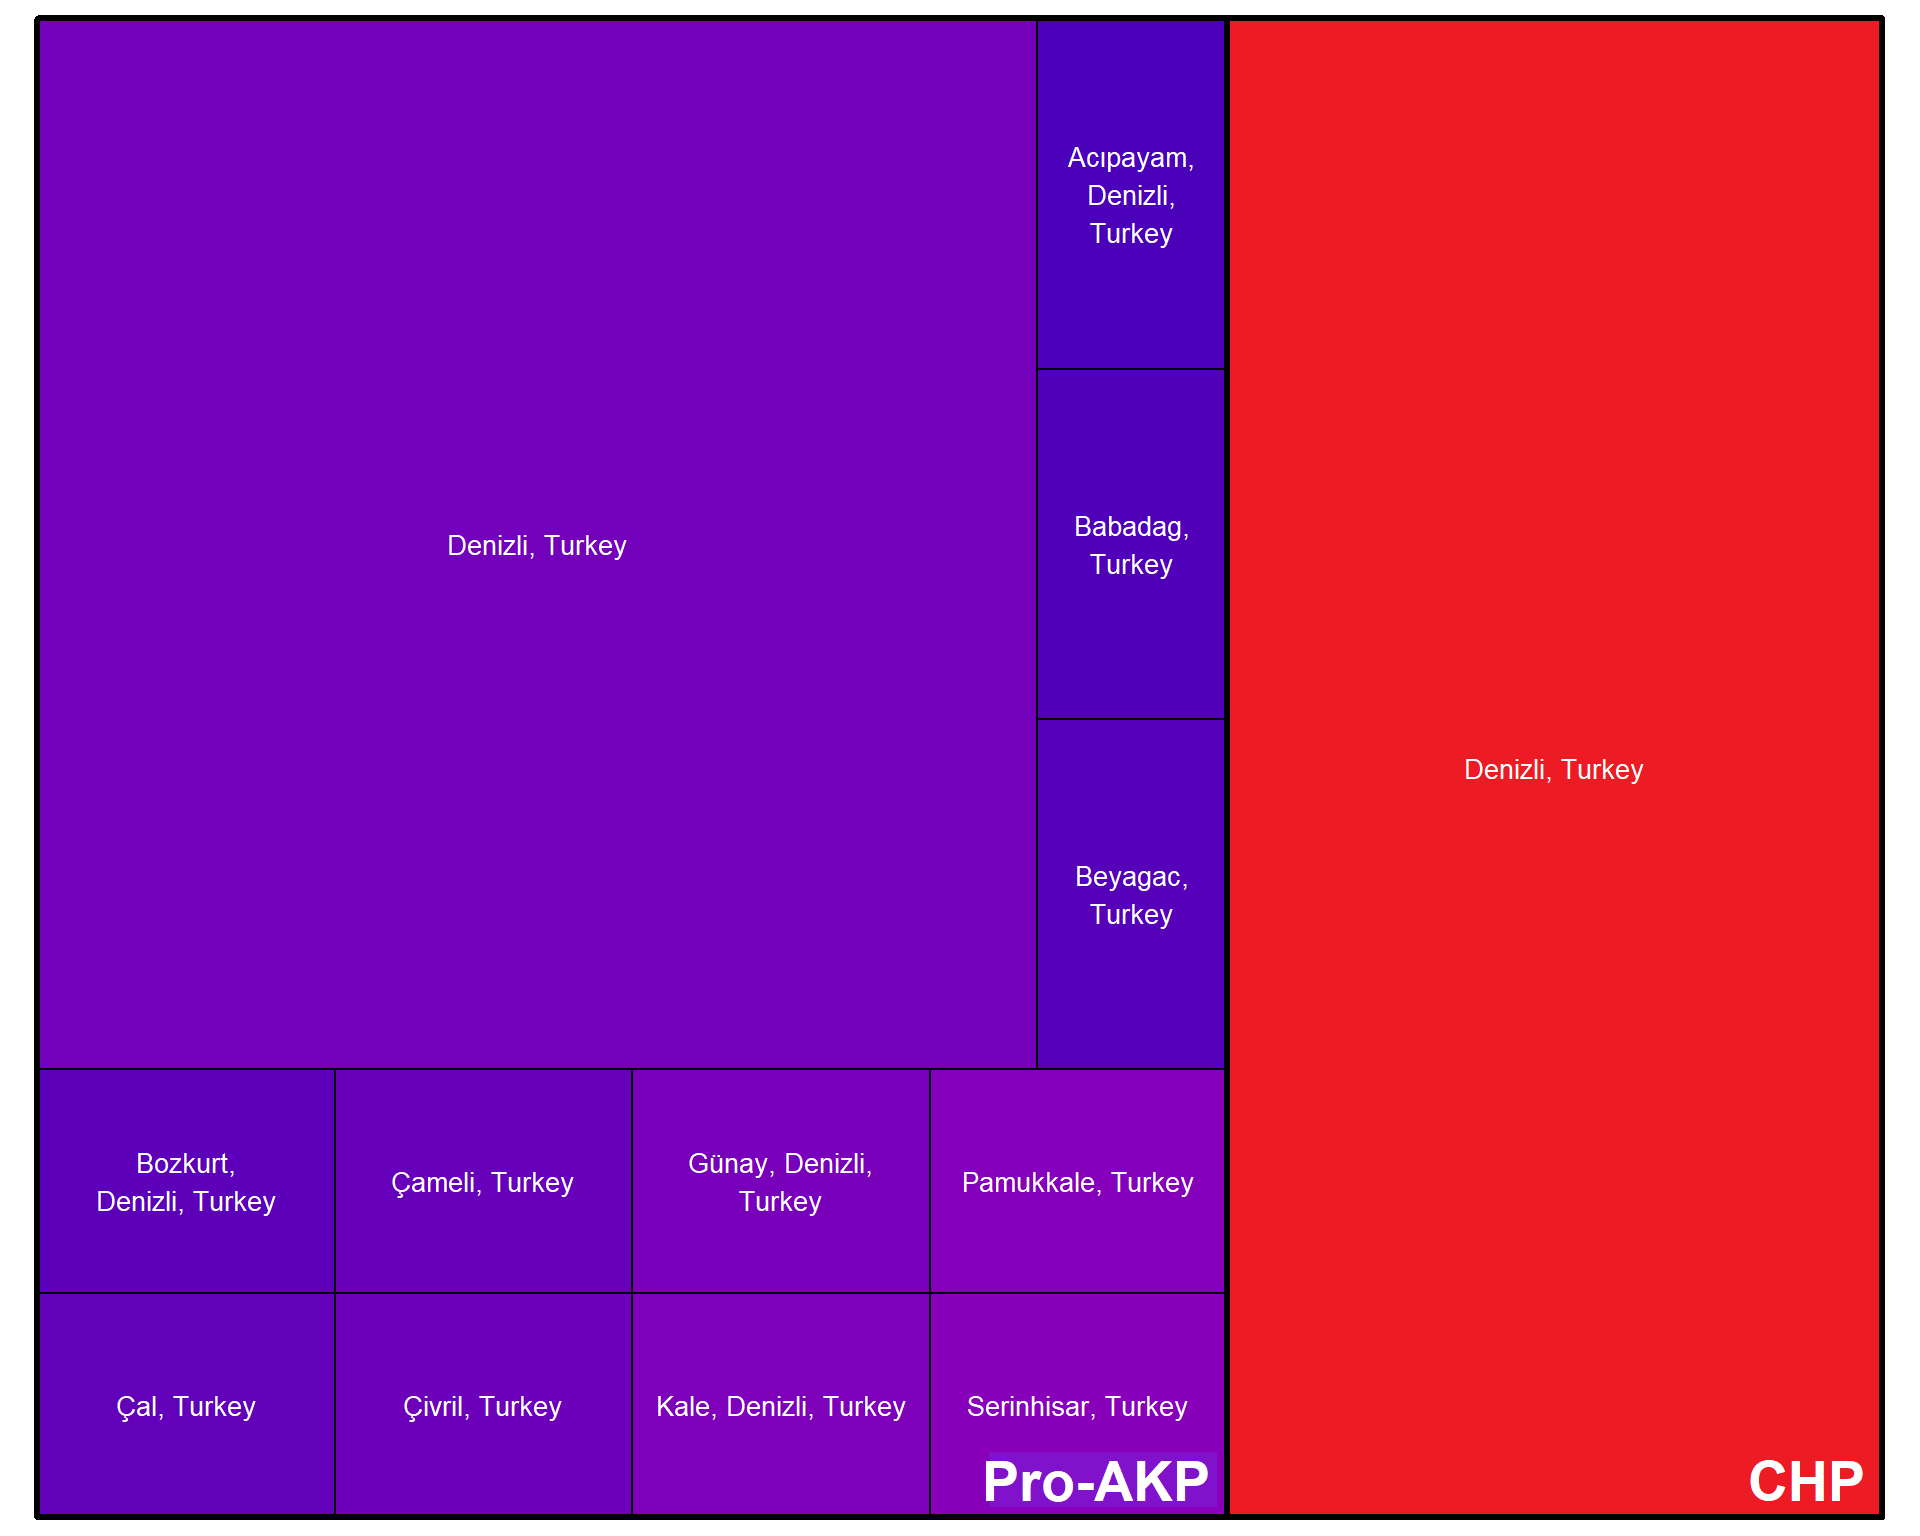 Denizli, Turkey
Acıpayam,
Denizli,
Turkey
Babadag,
Turkey
Beyagac,
Turkey
Bozkurt,
Denizli, Turkey
Çameli, Turkey
Günay, Denizli,
Turkey
Pamukkale, Turkey
Çal, Turkey
Çivril, Turkey
Kale, Denizli, Turkey
Serinhisar, Turkey
Pro-AKP
Denizli, Turkey
CHP